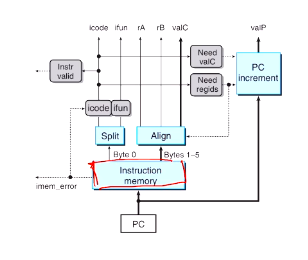 icode ifun rA rB valC valP
Need valC
Instr valid
PC increment
Need regids
icode ifun
Split
Align
Byte 0
Bytes 1–5
Instruction memory
imem_error
PC